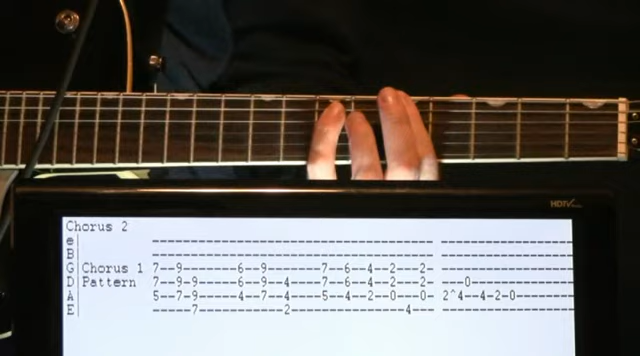 HDTV
Chorus 2
e|         ----------------------------------------- ------------------
B|         ----------------------------------------- ------------------
G| Chorus 1 7--9------6--9------7--6--4--2---2- ------------------
D| Pattern  7--9--9------6--9--4-----7--6--4--2---2- ---0--------------
A|         5--7--9------4--7--4-----5--4--2--0---0- 2^4--4-2-0---------
E|         ------7------------2----------------4---- ------------------